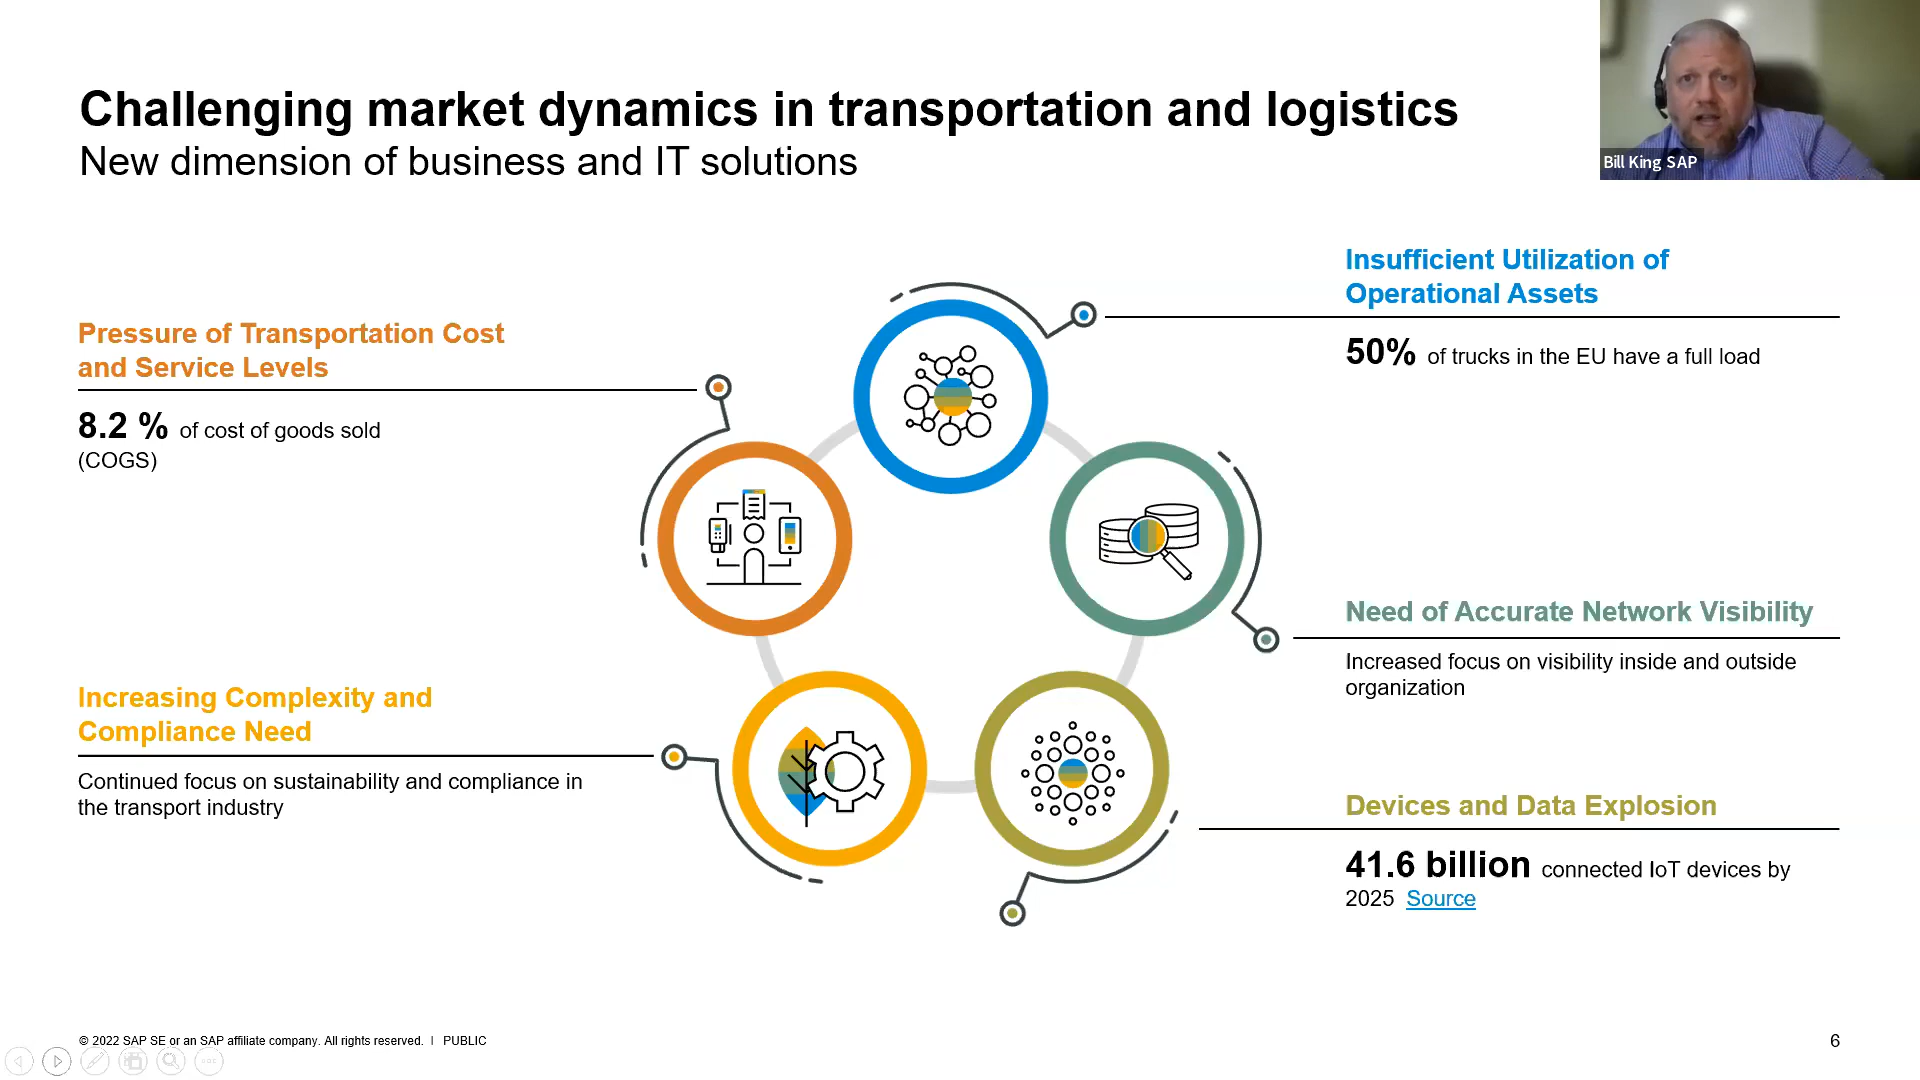 Challenging market dynamics in transportation and logistics
New dimension of business and IT solutions
Bill King SAP
Insufficient Utilization of
Operational Assets
50% of trucks in the EU have a full load
Pressure of Transportation Cost
and Service Levels
8.2 % of cost of goods sold
(COGS)
Need of Accurate Network Visibility
Increased focus on visibility inside and outside
organization
Increasing Complexity and
Compliance Need
Continued focus on sustainability and compliance in
the transport industry
Devices and Data Explosion
41.6 billion connected IoT devices by
2025 Source
© 2022 SAP SE or an SAP affiliate company. All rights reserved. I PUBLIC
6